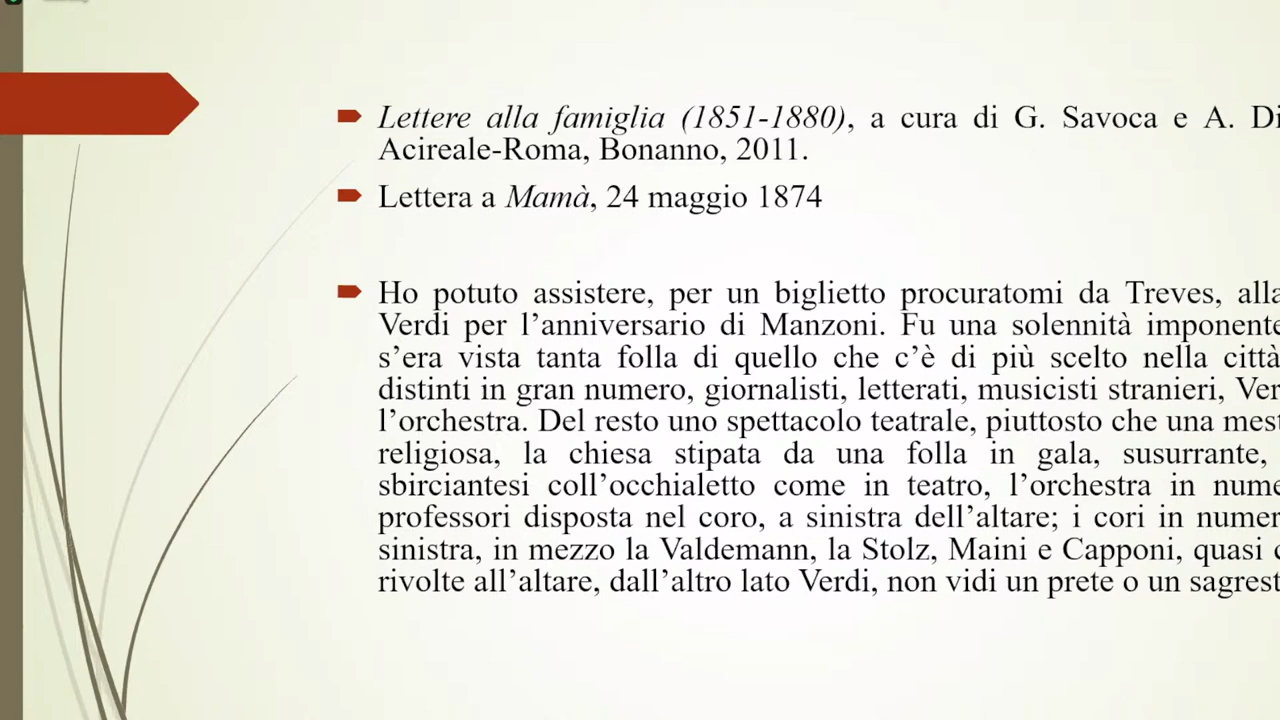 Lettere alla famiglia (1851-1880), a cura di G. Savoca e A. Di
Acireale-Roma, Bonanno, 2011.
Lettera a Mamà, 24 maggio 1874
Ho potuto assistere, per un biglietto procuratomi da Treves, alla
Verdi per l’anniversario di Manzoni. Fu una solennità imponente
s’era vista tanta folla di quello che c’è di più scelto nella città
distinti in gran numero, giornalisti, letterati, musicisti stranieri,
l’orchestra. Del resto uno spettacolo teatrale, piuttosto che una
religiosa, la chiesa stipata da una folla in gala, susurrante,
sbirciantesi coll’occhialetto come in teatro, l’orchestra in
professori disposta nel coro, a sinistra dell’altare; i cori in
sinistra, in mezzo la Valdemann, la Stolz, Maini e Capponi, quasi
rivolte all’altare, dall’altro lato Verdi, non vidi un prete o un